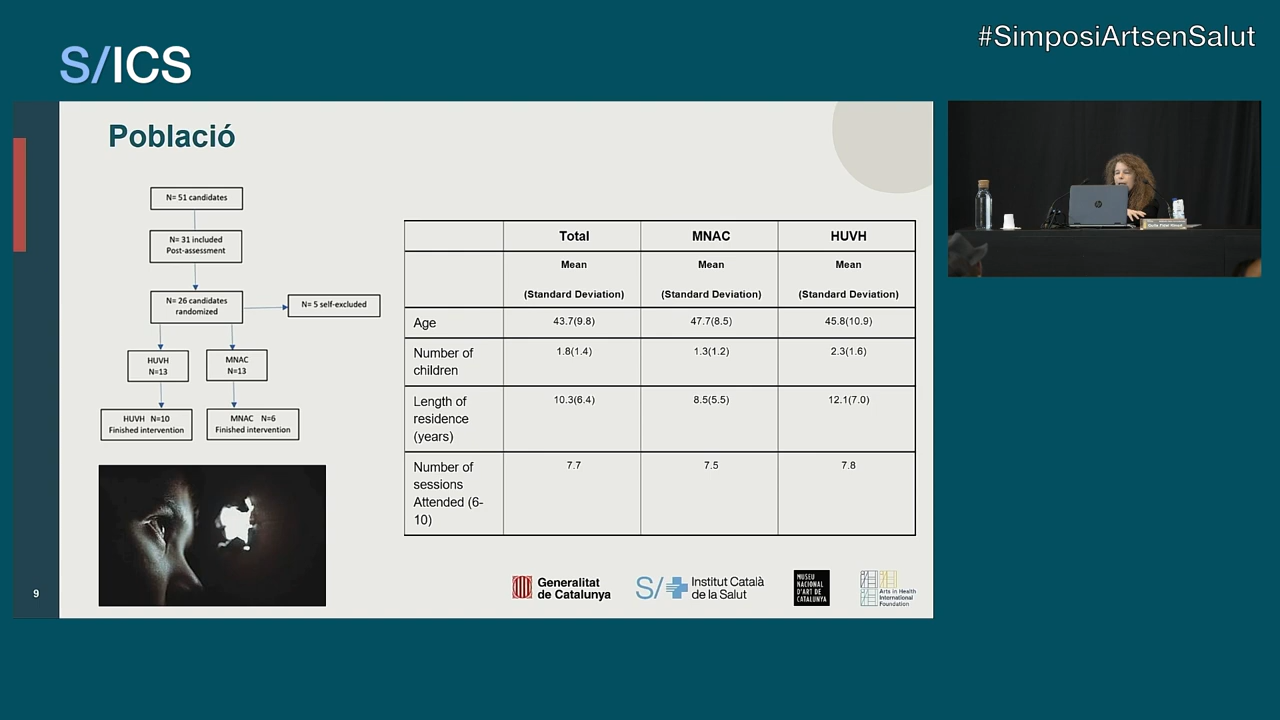 #SimposiArtsenSalut
S/ICS
Població
N= 51 candidates
N= 31 included
Post-assessment
N= 26 candidates
randomized
N= 5 self-excluded
HUVH
N=13
MNAC
N=13
HUVH N=10
Finished intervention
MNAC N=6
Finished intervention
Total MNAC HUVH
Mean Mean Mean
(Standard Deviation) (Standard Deviation) (Standard Deviation)
Age 43.7(9.8) 47.7(8.5) 45.8(10.9)
Number of 1.8(1.4) 1.3(1.2) 2.3(1.6)
children
Length of 10.3(6.4) 8.5(5.5) 12.1(7.0)
residence
(years)
Number of 7.7 7.5 7.8
sessions
Attended (6-
10)
9
Generalitat
de Catalunya
S/
Institut Català
de la Salut
MUSEU
NACIONAL
D'ART DE
CATALUNYA
Arts in Health
International
Foundation
hp